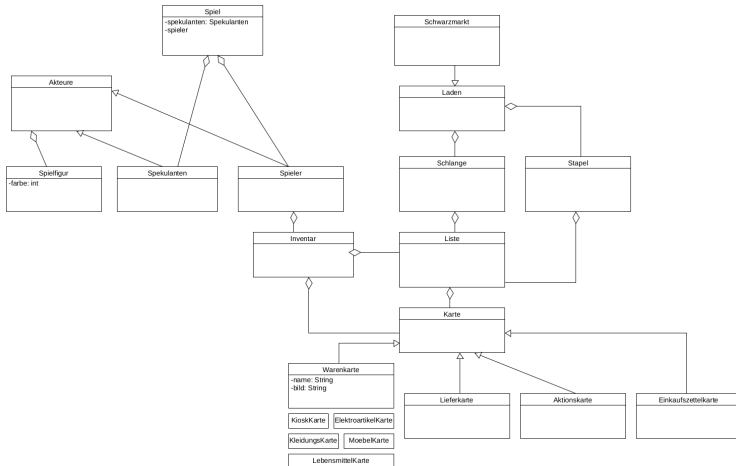 Spiel
-spekulanten: Spekulanten
-spieler
Schwarzmarkt
Akteure
Laden
Spielfigur
-farbe: int
Spekulanten
Spieler
Schlange
Stapel
Inventar
Liste
Karte
Warenkarte
-name: String
-bild: String
Lieferkarte
Aktionskarte
Einkaufszettelkarte
KioskKarte
ElektroartikelKarte
KleidungsKarte
MoebelKarte
LebensmittelKarte